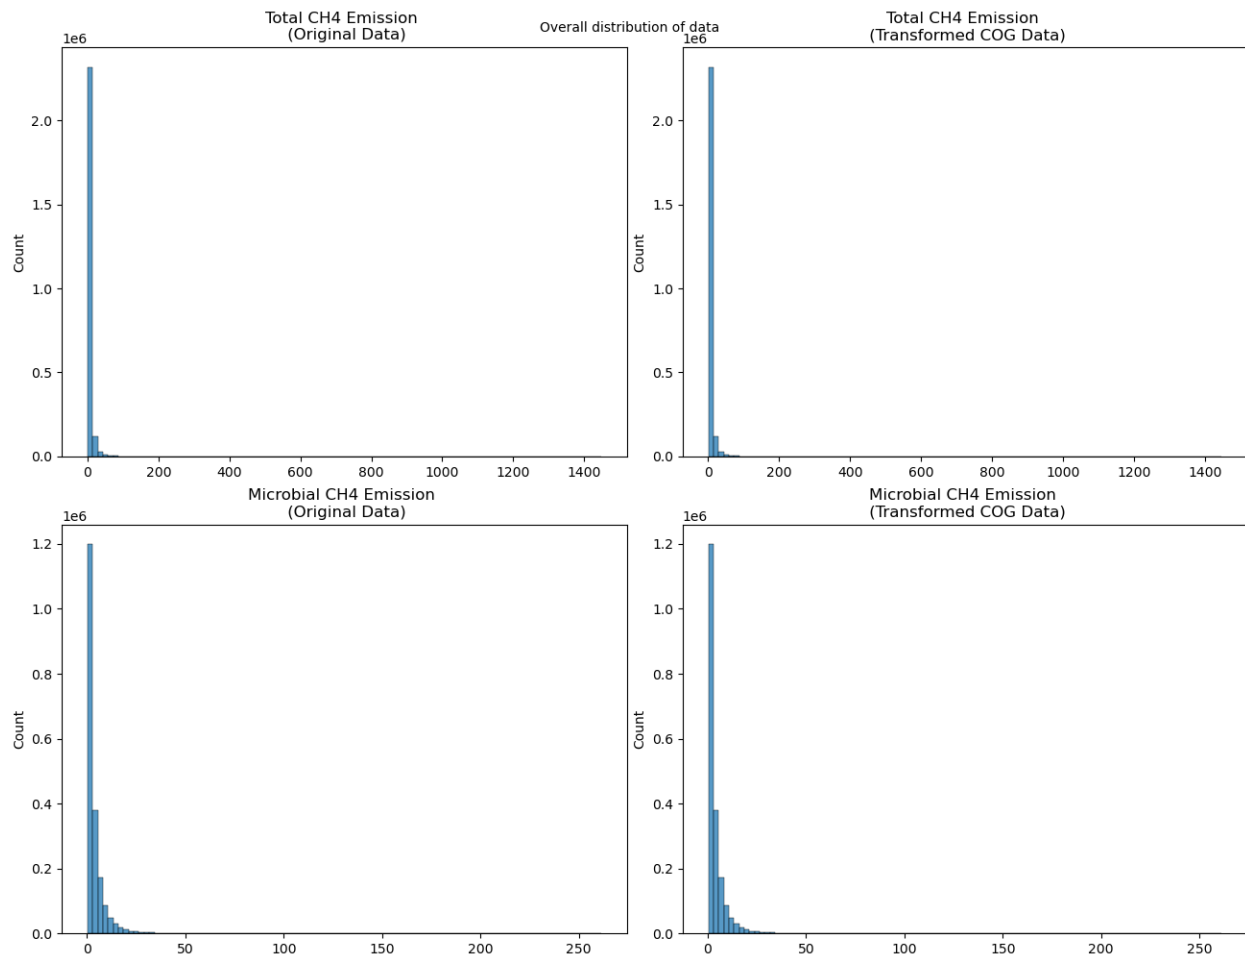 Overall distribution of data
Total CH4 Emission
(Original Data)
1e6
Count
2.0
1.5
1.0
0.5
0.0
0 200 400 600 800 1000 1200 1400
Total CH4 Emission
(Transformed COG Data)
1e6
Count
2.0
1.5
1.0
0.5
0.0
0 200 400 600 800 1000 1200 1400
Microbial CH4 Emission
(Original Data)
1e6
Count
1.2
1.0
0.8
0.6
0.4
0.2
0.0
0 50 100 150 200 250
Microbial CH4 Emission
(Transformed COG Data)
1e6
Count
1.2
1.0
0.8
0.6
0.4
0.2
0.0
0 50 100 150 200 250